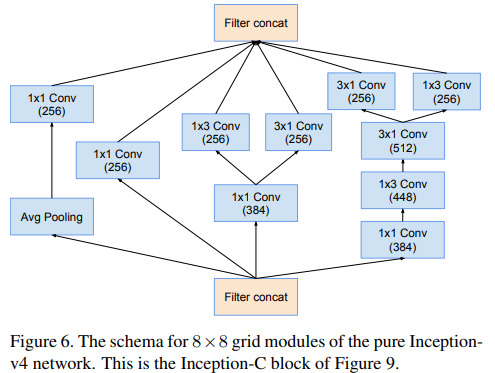 Filter concat
3x1 Conv
(256)
1x3 Conv
(256)
1x1 Conv
(256)
1x3 Conv
(256)
3x1 Conv
(256)
3x1 Conv
(512)
1x1 Conv
(256)
1x3 Conv
(448)
1x1 Conv
(384)
Avg Pooling
1x1 Conv
(384)
Filter concat
Figure 6. The schema for 8 × 8 grid modules of the pure Inception-
v4 network. This is the Inception-C block of Figure 9.